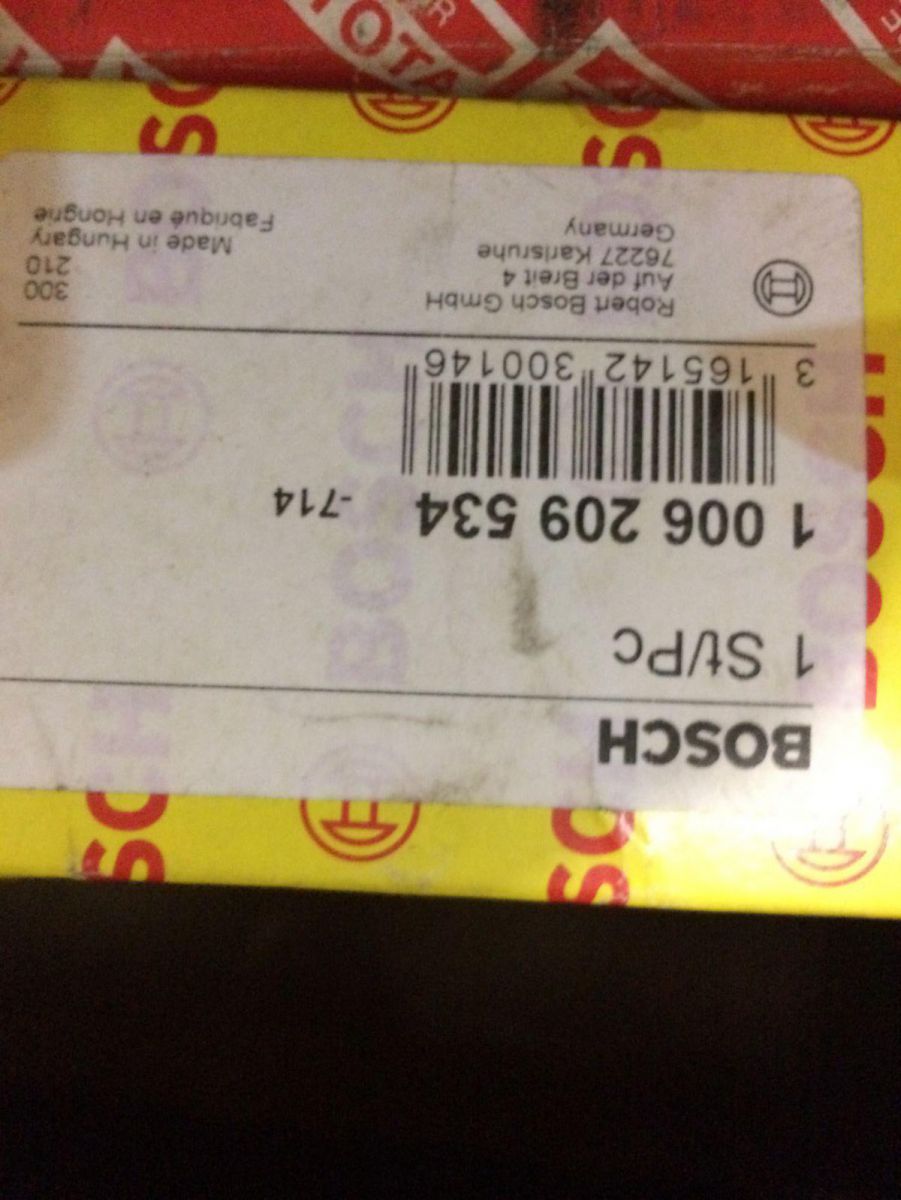 BOSCH
1 St/Pc
1 006 209 534 -714
3 165142 300146
Robert Bosch GmbH
Auf der Breit 4
76227 Karlsruhe
Germany
300
210
Made in Hungary
Fabriqué en Hongrie
BOSCH